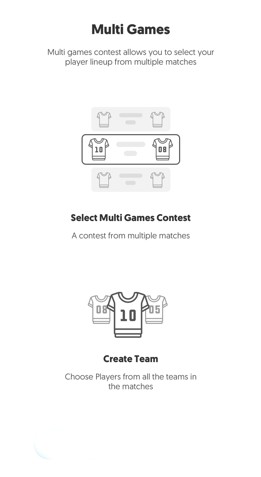 Multi Games
Multi games contest allows you to select your
player lineup from multiple matches
10 08
Select Multi Games Contest
A contest from multiple matches
08 10 05
Create Team
Choose Players from all the teams in
the matches